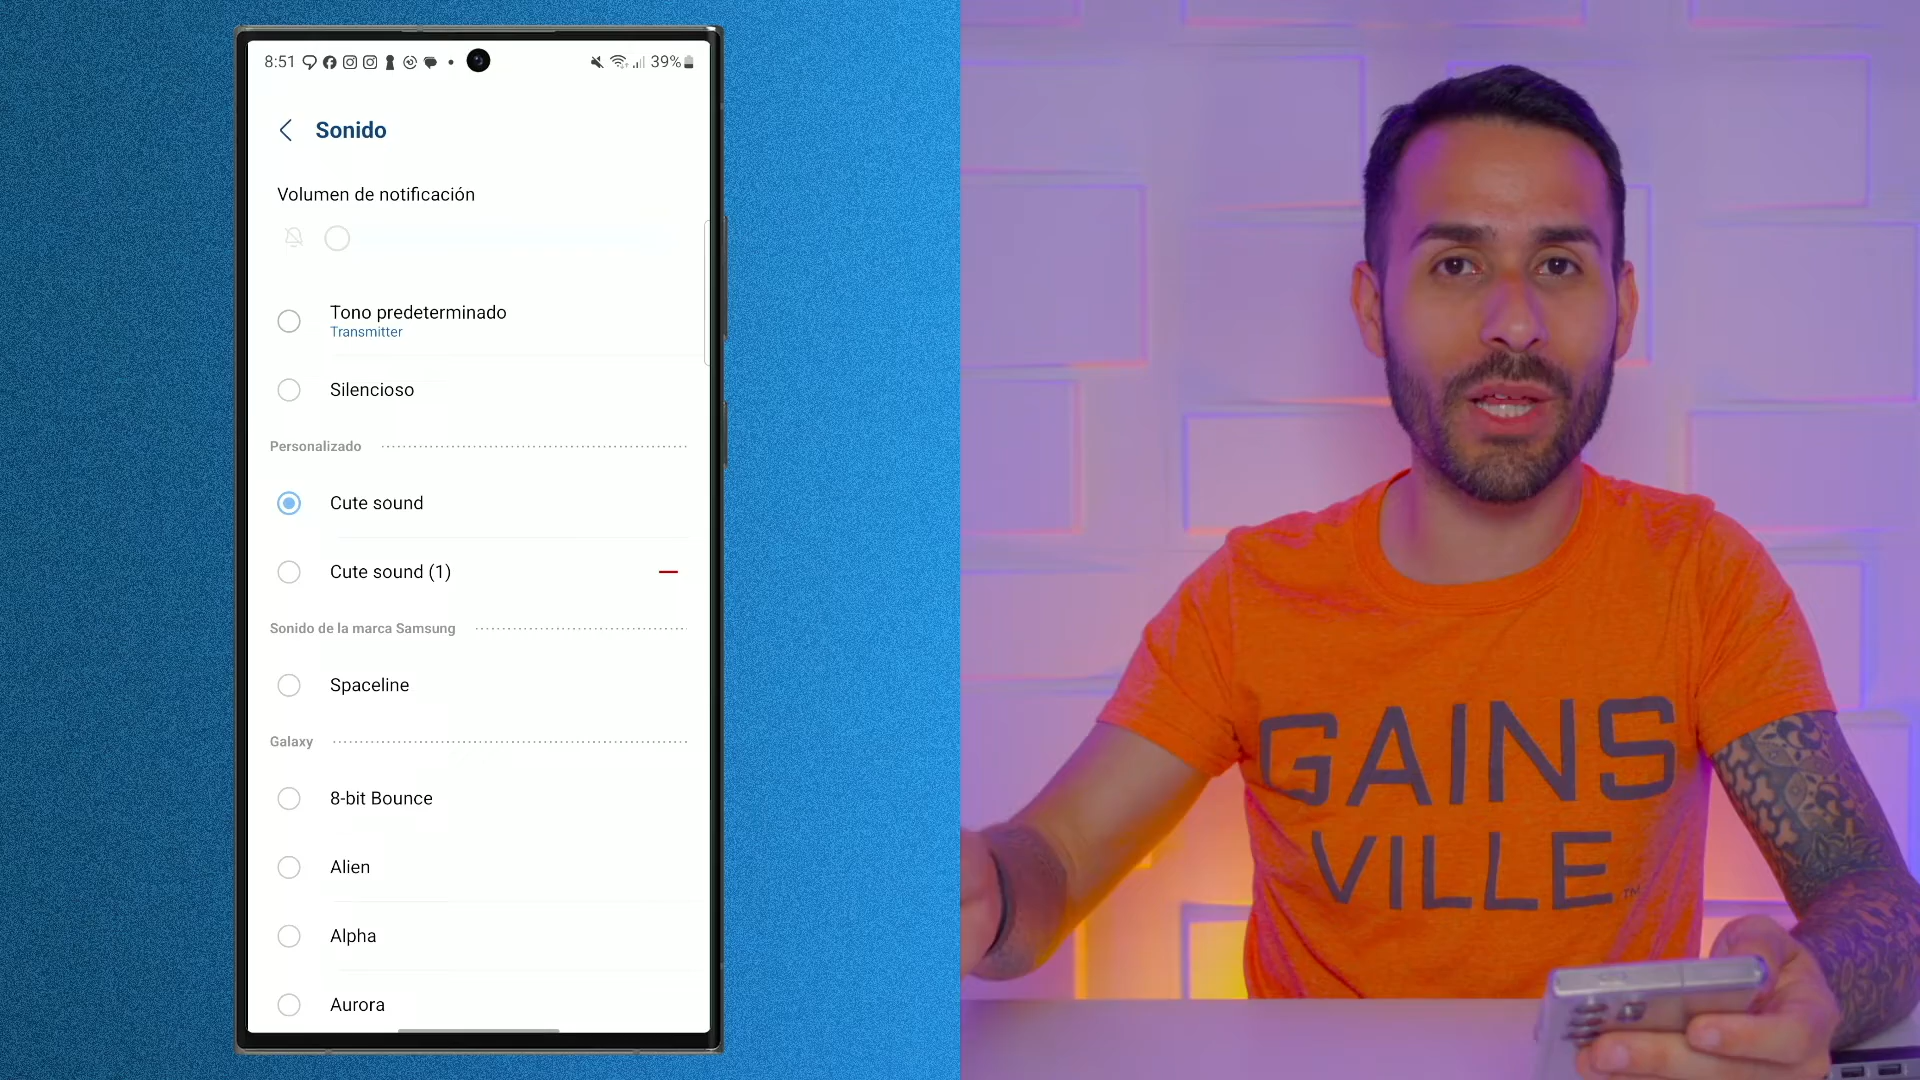 8:51
39%
Sonido
Volumen de notificación
Tono predeterminado
Transmitter
Silencioso
Personalizado
Cute sound
Cute sound (1)
Sonido de la marca Samsung
Spaceline
Galaxy
8-bit Bounce
Alien
Alpha
Aurora
GAINS
VILLE™